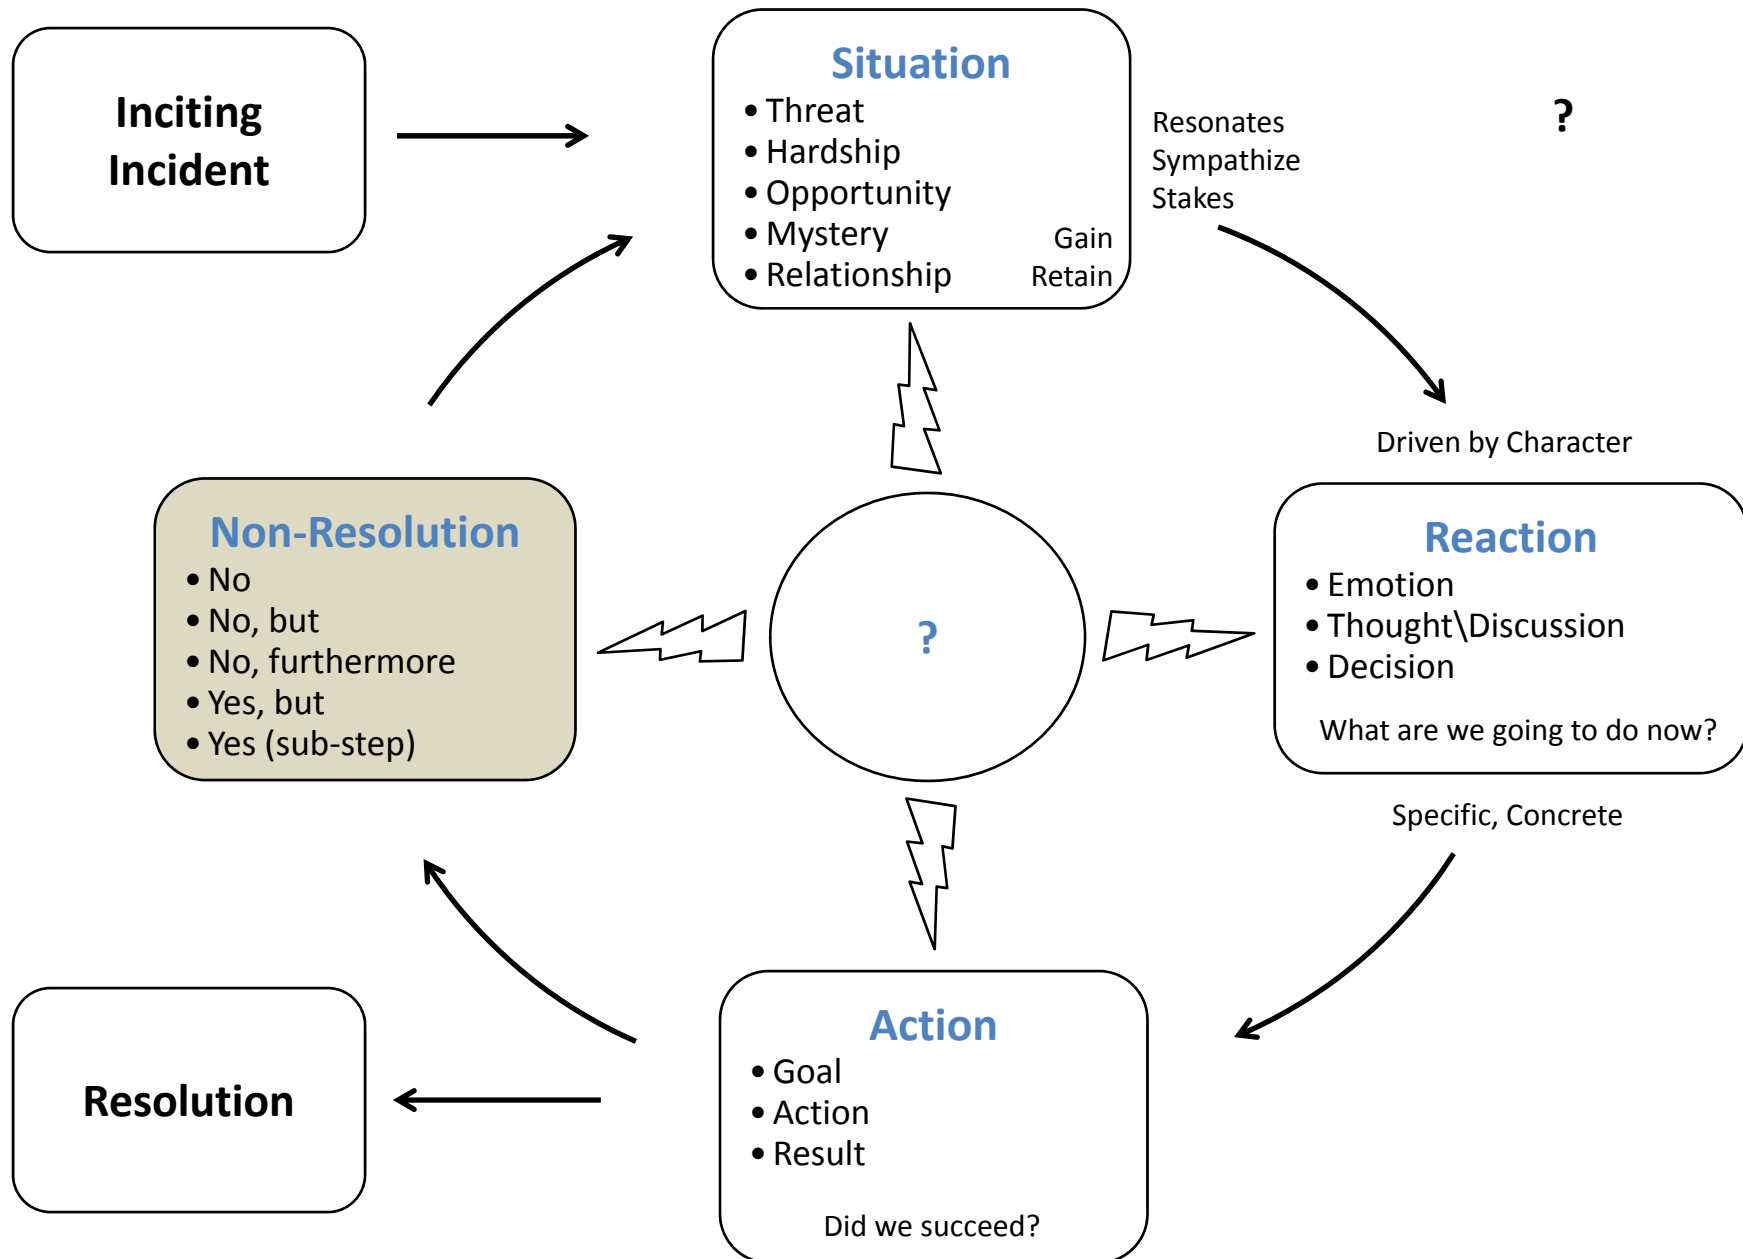 Inciting
Incident
Situation
• Threat
• Hardship
• Opportunity
• Mystery
• Relationship
Gain
Retain
Resonates
Sympathize
Stakes
?
Driven by Character
Reaction
• Emotion
• Thought\Discussion
• Decision
What are we going to do now?
Specific, Concrete
Non-Resolution
• No
• No, but
• No, furthermore
• Yes, but
• Yes (sub-step)
?
Action
• Goal
• Action
• Result
Did we succeed?
Resolution